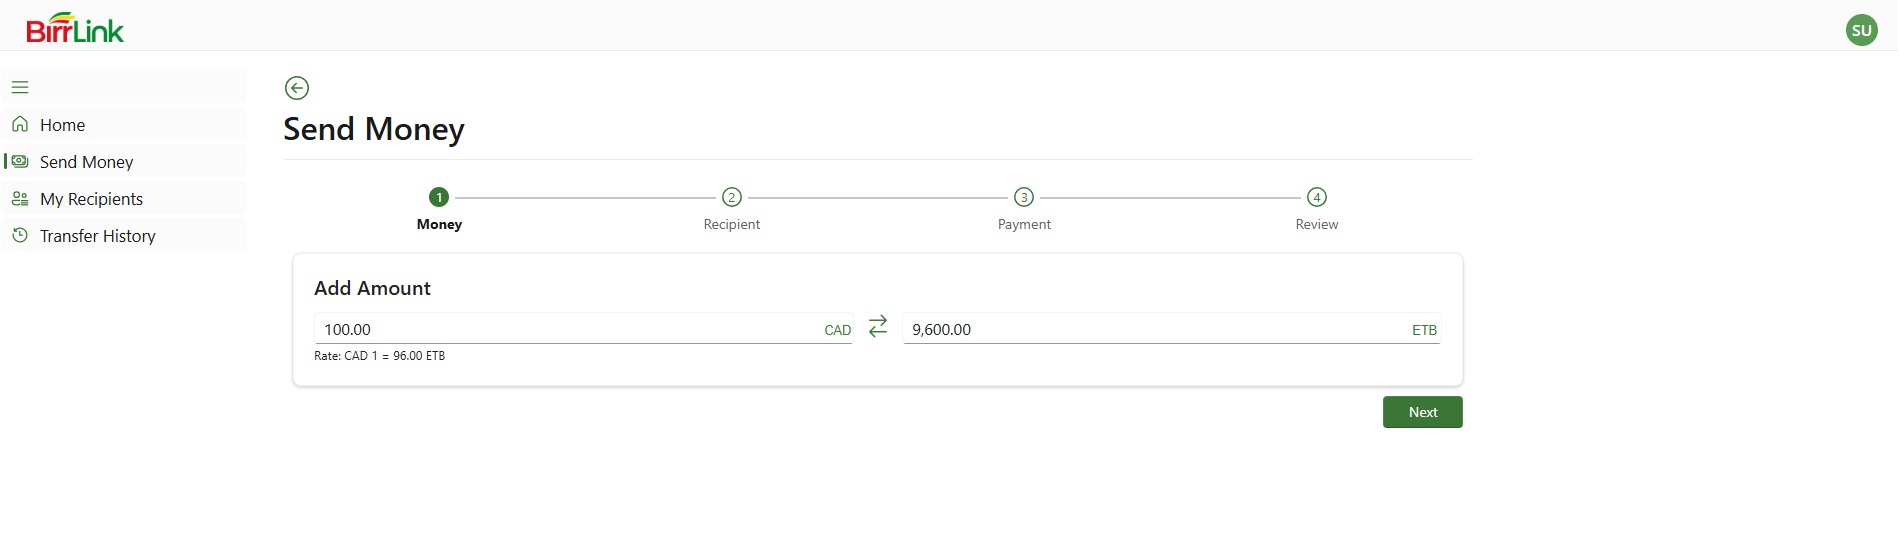 BirrLink
SU
Home
Send Money
My Recipients
Transfer History
Send Money
1
2
3
4
Money
Recipient
Payment
Review
Add Amount
100.00 CAD
9,600.00 ETB
Rate: CAD 1 = 96.00 ETB
Next